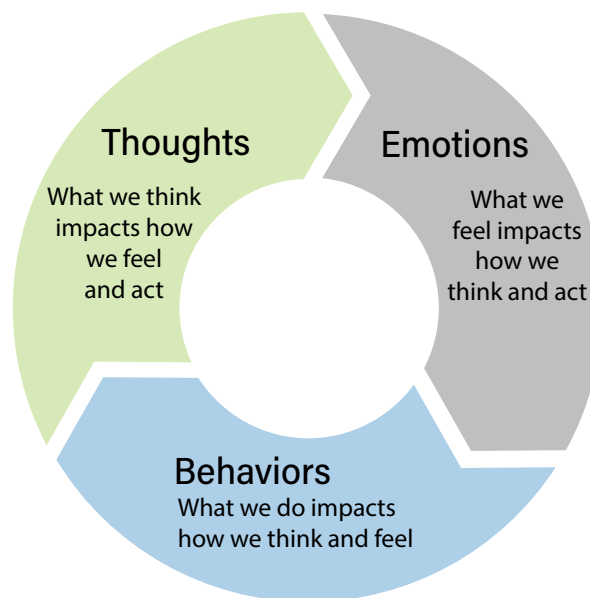 Thoughts
What we think
impacts how
we feel
and act
Emotions
What we
feel impacts
how we
think and act
Behaviors
What we do impacts
how we think and feel